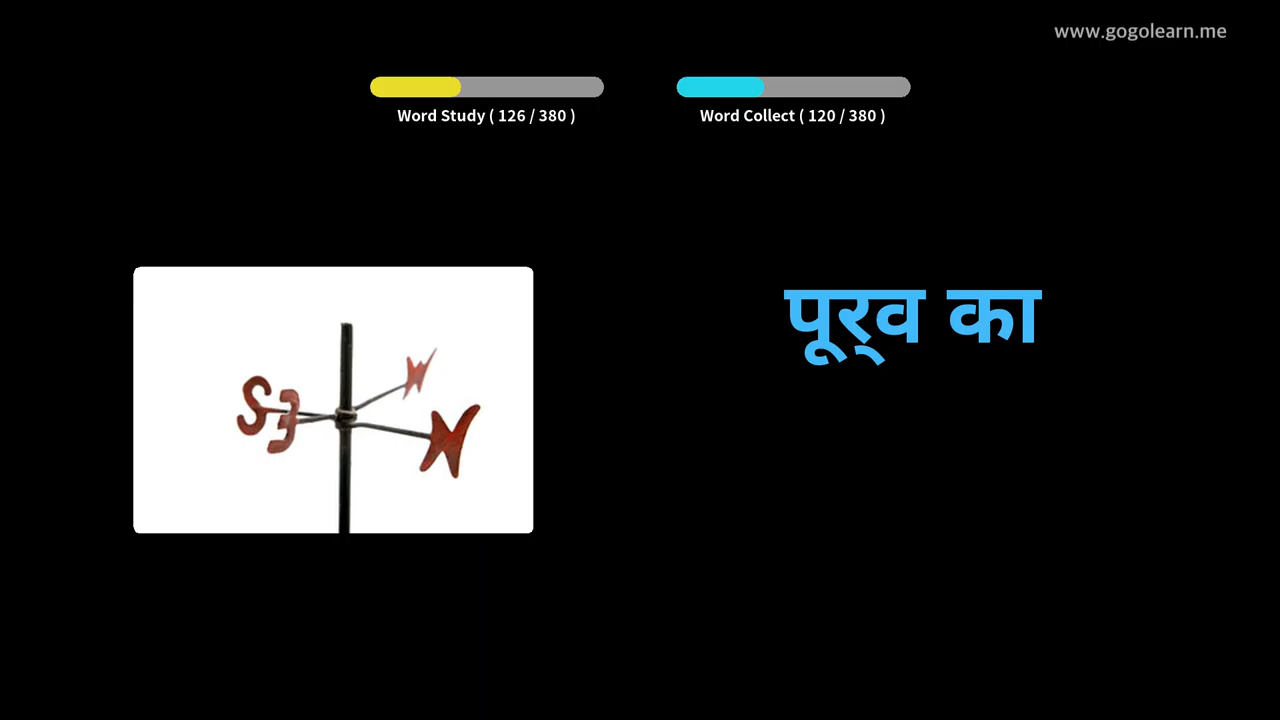 www.gogolearn.me
Word Study ( 126 / 380 )
Word Collect ( 120 / 380 )
S E N W
पूर्व का